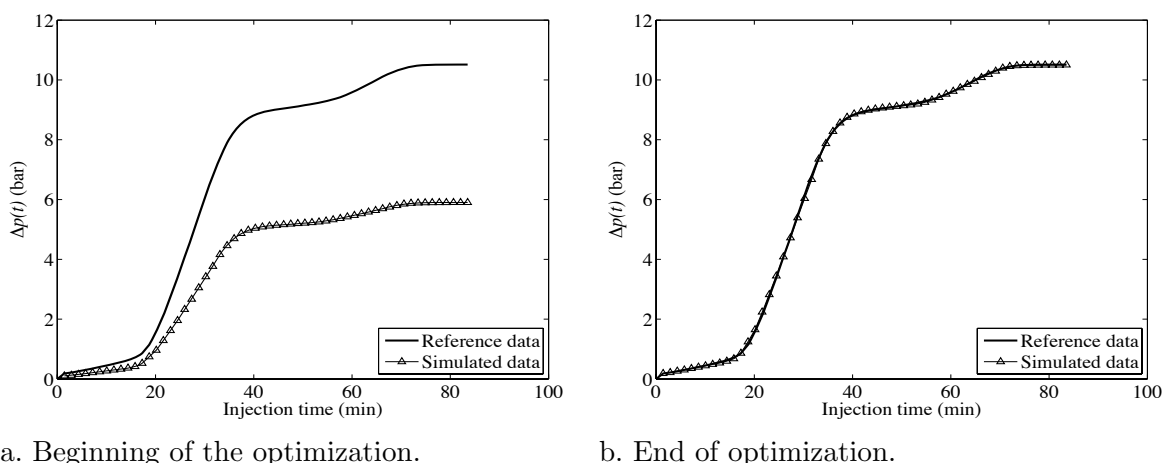 12
10
8
6
4
2
0
Δp(t) (bar)
0 20 40 60 80 100
Injection time (min)
Reference data
Simulated data
a. Beginning of the optimization.
12
10
8
6
4
2
0
Δp(t) (bar)
0 20 40 60 80 100
Injection time (min)
Reference data
Simulated data
b. End of optimization.